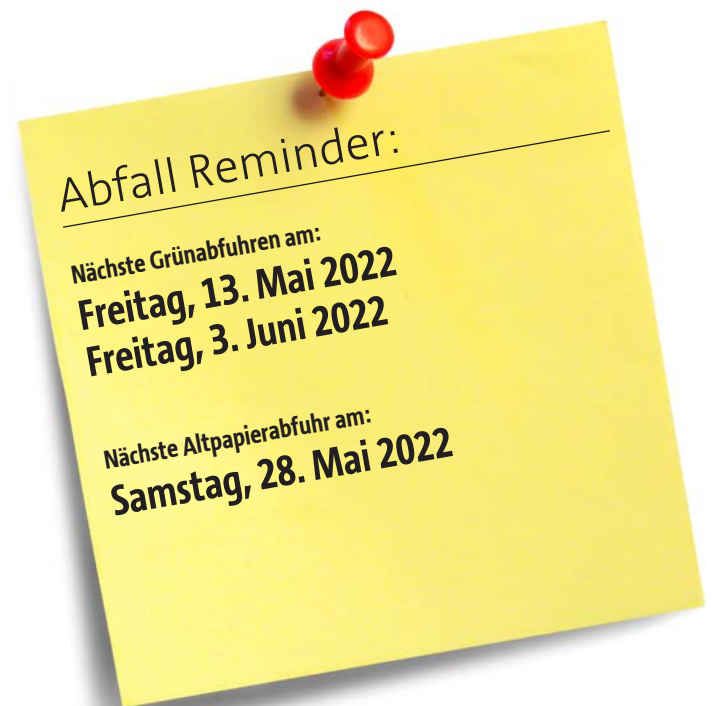 Abfall Reminder:
Nächste Grünabfuhren am:
Freitag, 13. Mai 2022
Freitag, 3. Juni 2022
Nächste Altpapierabfuhr am:
Samstag, 28. Mai 2022